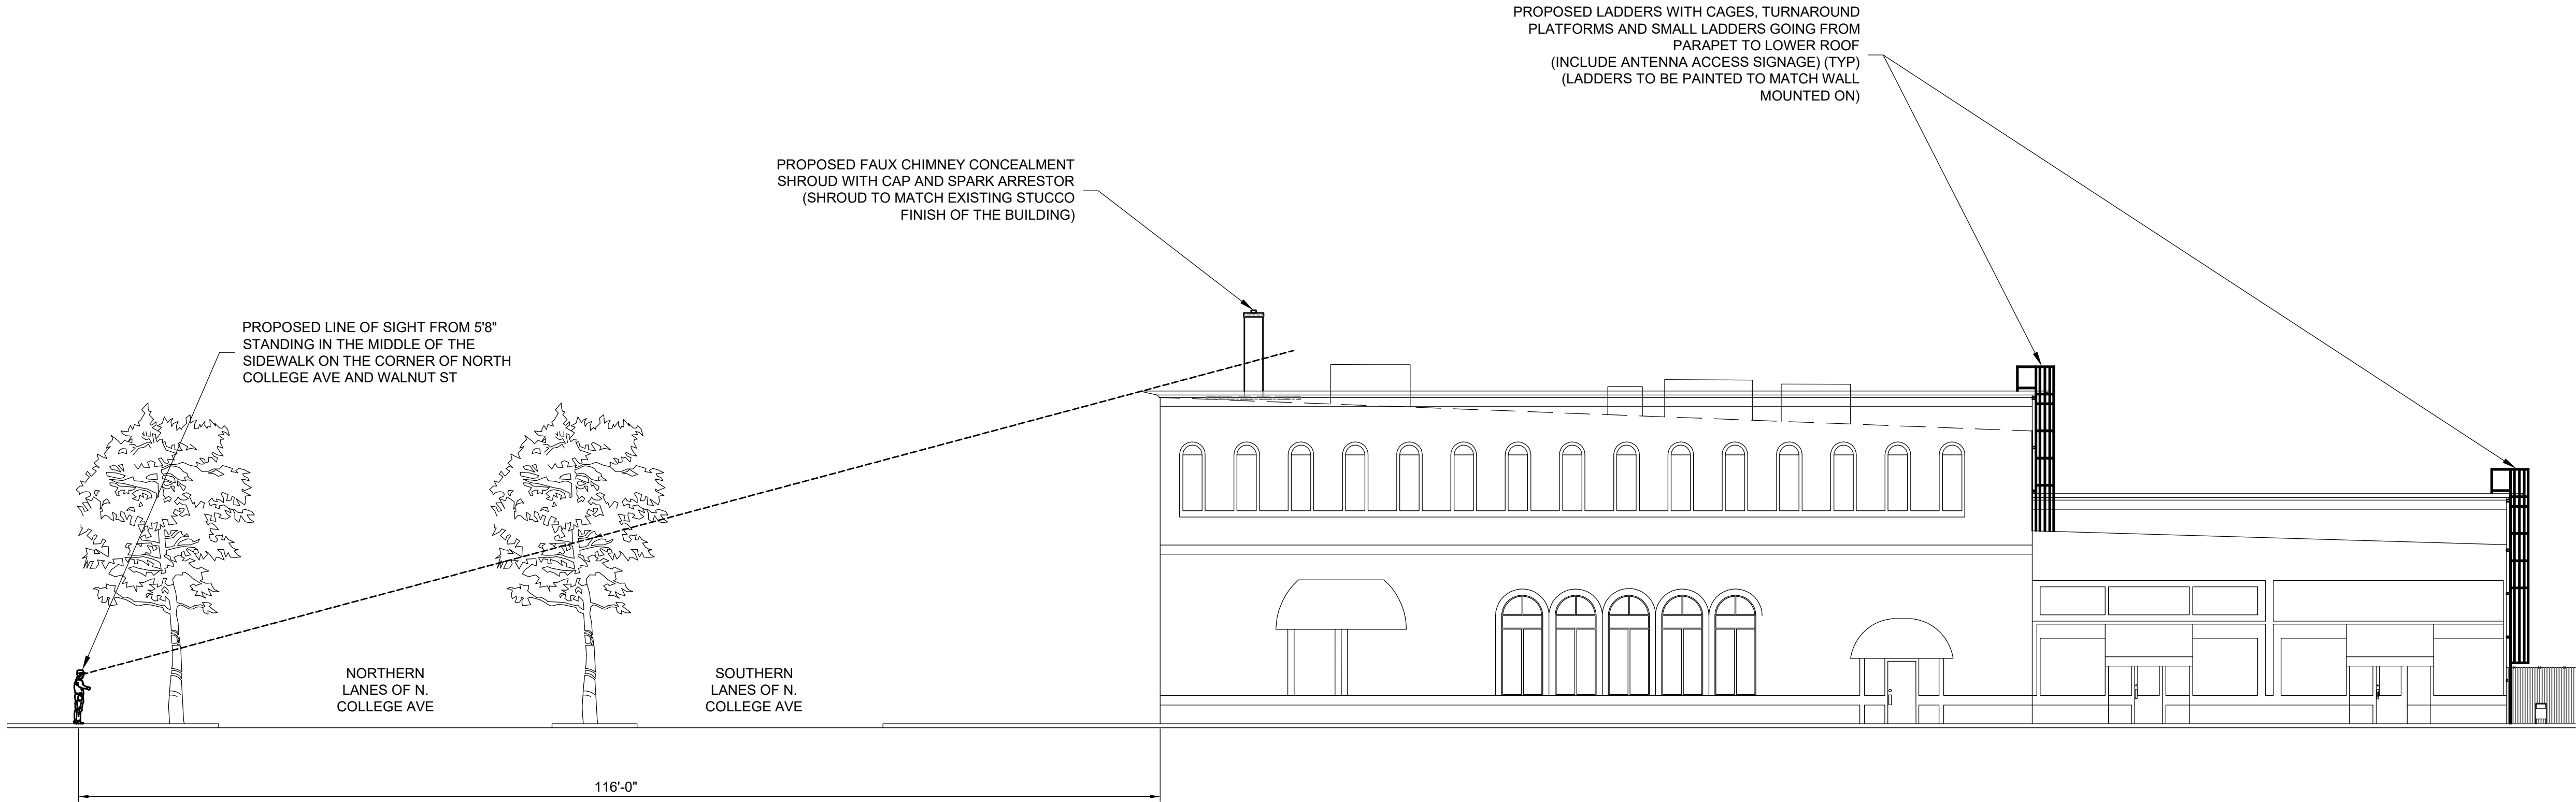 PROPOSED LADDERS WITH CAGES, TURNAROUND
PLATFORMS AND SMALL LADDERS GOING FROM
PARAPET TO LOWER ROOF
(INCLUDE ANTENNA ACCESS SIGNAGE) (TYP)
(LADDERS TO BE PAINTED TO MATCH WALL
MOUNTED ON)
PROPOSED FAUX CHIMNEY CONCEALMENT
SHROUD WITH CAP AND SPARK ARRESTOR
(SHROUD TO MATCH EXISTING STUCCO
FINISH OF THE BUILDING)
PROPOSED LINE OF SIGHT FROM 5'8"
STANDING IN THE MIDDLE OF THE
SIDEWALK ON THE CORNER OF NORTH
COLLEGE AVE AND WALNUT ST
NORTHERN
LANES OF N.
COLLEGE AVE
SOUTHERN
LANES OF N.
COLLEGE AVE
116'-0"